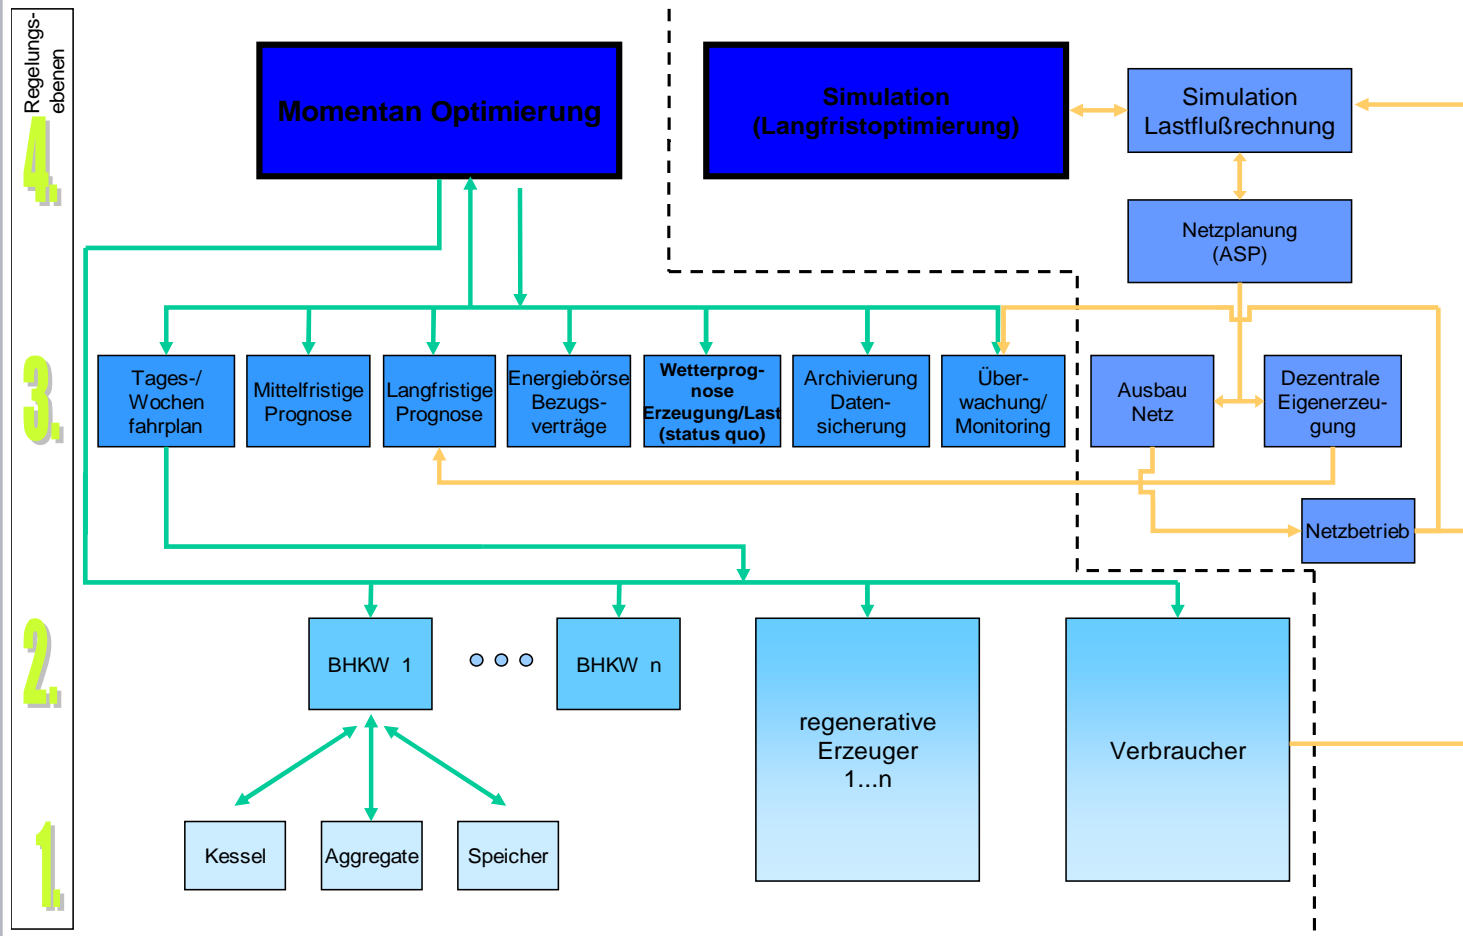 Regelungs-
ebenen
4.
Momentan Optimierung
Simulation
(Langfristoptimierung)
Simulation
Lastflußrechnung
Netzplanung
(ASP)
3.
Tages-/
Wochen
fahrplan
Mittelfristige
Prognose
Langfristige
Prognose
Energiebörse
Bezugs-
verträge
Wetterprog-
nose
Erzeugung/Last
(status quo)
Archivierung
Daten-
sicherung
Über-
wachung/
Monitoring
Ausbau
Netz
Dezentrale
Eigenerzeu-
gung
Netzbetrieb
2.
BHKW 1
BHKW n
regenerative
Erzeuger
1...n
Verbraucher
1.
Kessel
Aggregate
Speicher